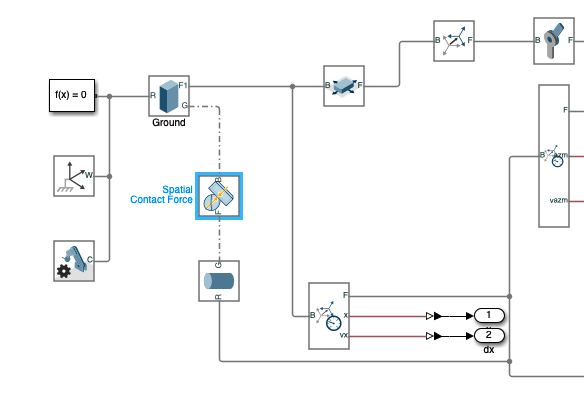 B F
B F
f(x) = 0
R F1
G
Ground
B F
F
B azm
vazm
W
B
Spatial
Contact Force
F
C
G
R
F
B x
vx
1
2
dx